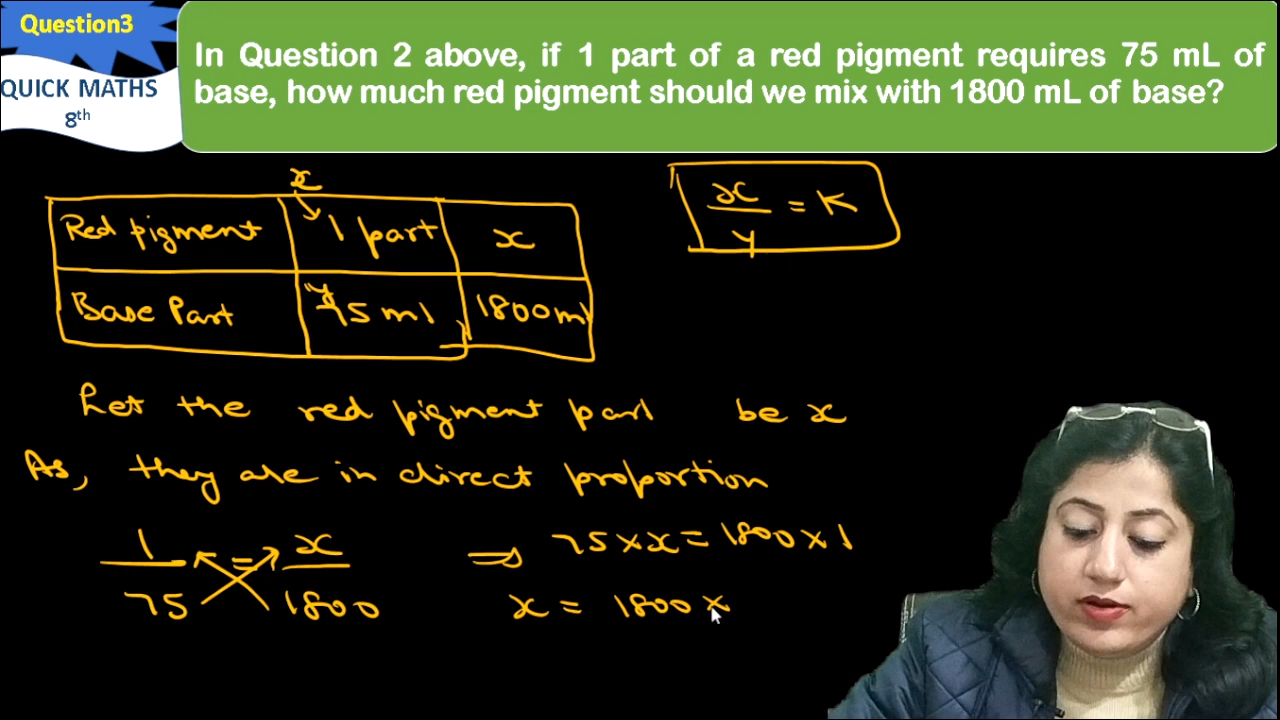 Question3
QUICK MATHS
8th
In Question 2 above, if 1 part of a red pigment requires 75 mL of
base, how much red pigment should we mix with 1800 mL of base?
x
Red pigment 1 part x
y
Base Part 75 ml 1800ml
x/y = K
Let the red pigment part be x
As, they are in direct proportion
1/75 = x/1800 ⇒ 75 × x = 1800 × 1
x = 1800 ×